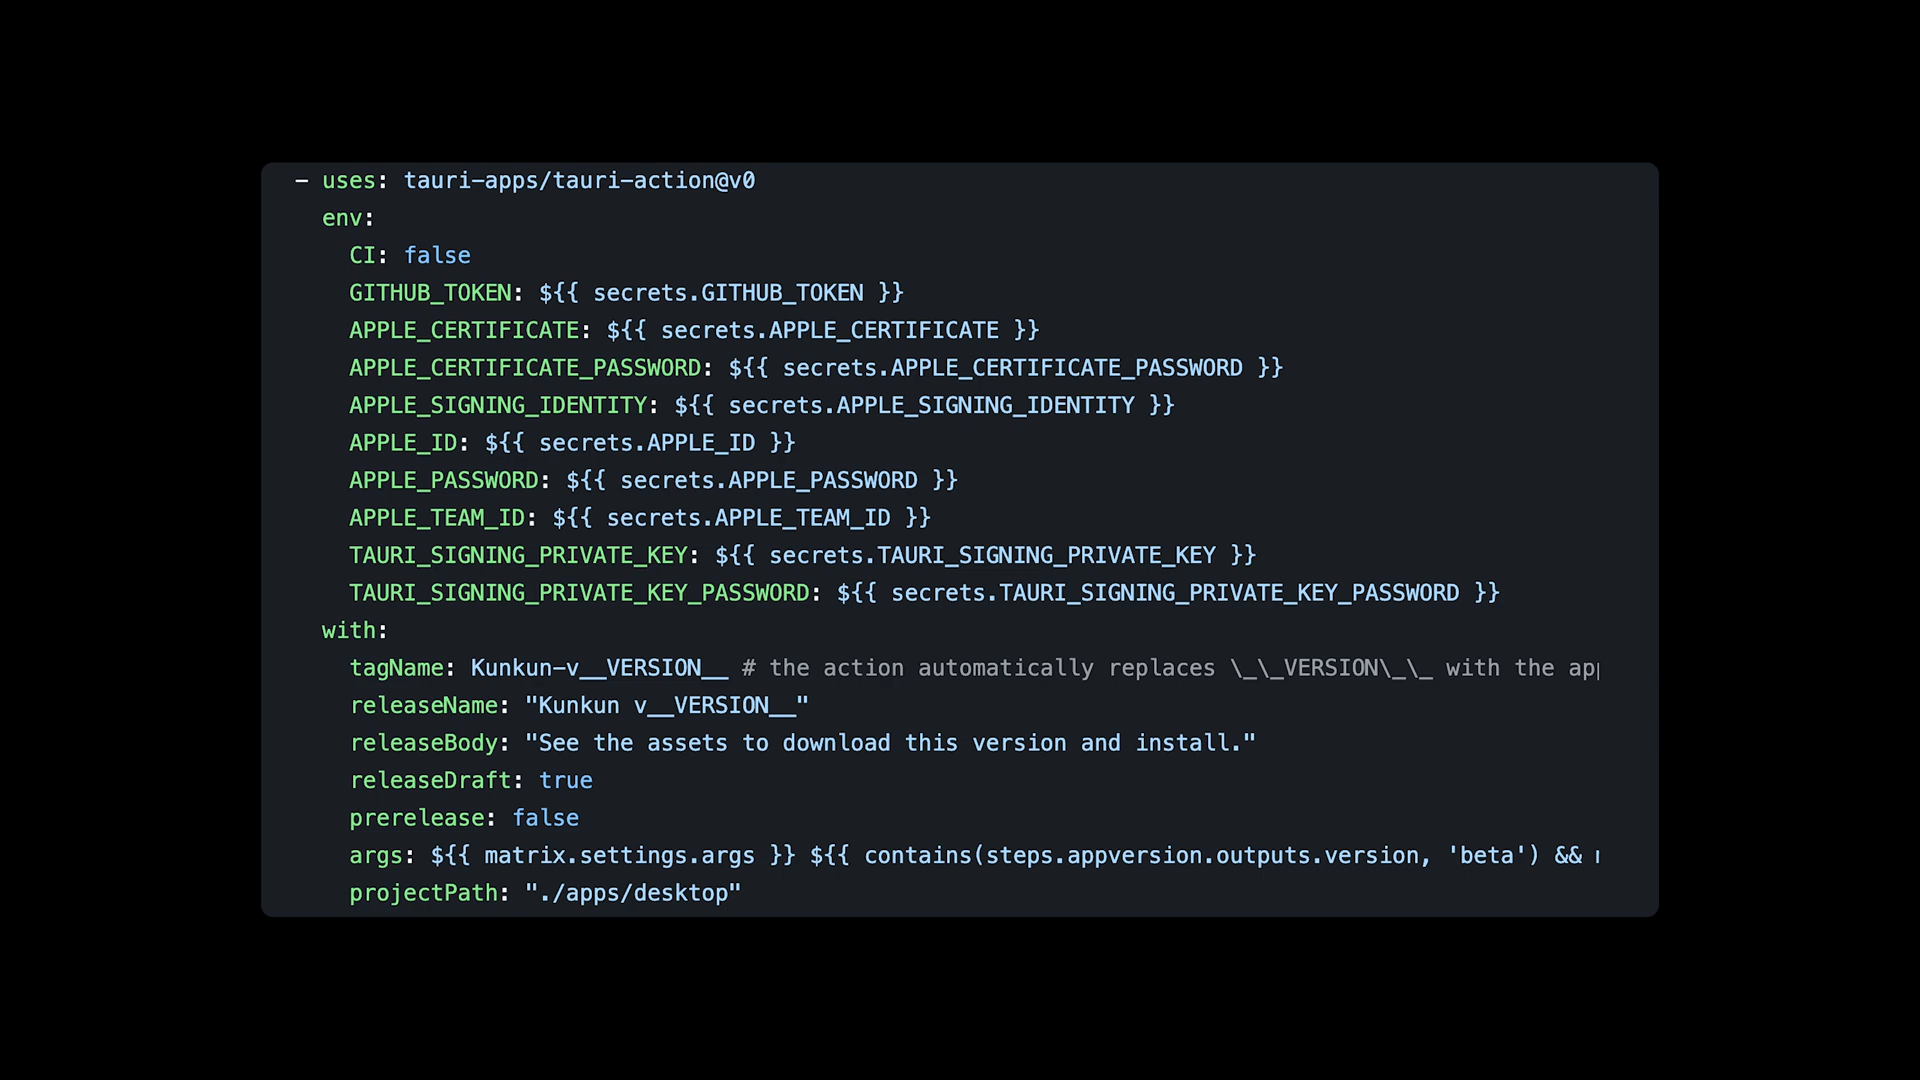 - uses: tauri-apps/tauri-action@v0
env:
CI: false
GITHUB_TOKEN: ${{ secrets.GITHUB_TOKEN }}
APPLE_CERTIFICATE: ${{ secrets.APPLE_CERTIFICATE }}
APPLE_CERTIFICATE_PASSWORD: ${{ secrets.APPLE_CERTIFICATE_PASSWORD }}
APPLE_SIGNING_IDENTITY: ${{ secrets.APPLE_SIGNING_IDENTITY }}
APPLE_ID: ${{ secrets.APPLE_ID }}
APPLE_PASSWORD: ${{ secrets.APPLE_PASSWORD }}
APPLE_TEAM_ID: ${{ secrets.APPLE_TEAM_ID }}
TAURI_SIGNING_PRIVATE_KEY: ${{ secrets.TAURI_SIGNING_PRIVATE_KEY }}
TAURI_SIGNING_PRIVATE_KEY_PASSWORD: ${{ secrets.TAURI_SIGNING_PRIVATE_KEY_PASSWORD }}
with:
tagName: Kunkun-v__VERSION__ # the action automatically replaces \_\_VERSION\_\_ with the
releaseName: "Kunkun v__VERSION__"
releaseBody: "See the assets to download this version and install."
releaseDraft: true
prerelease: false
args: ${{ matrix.settings.args }} ${{ contains(steps.appversion.outputs.version, 'beta') &&
projectPath: "./apps/desktop"